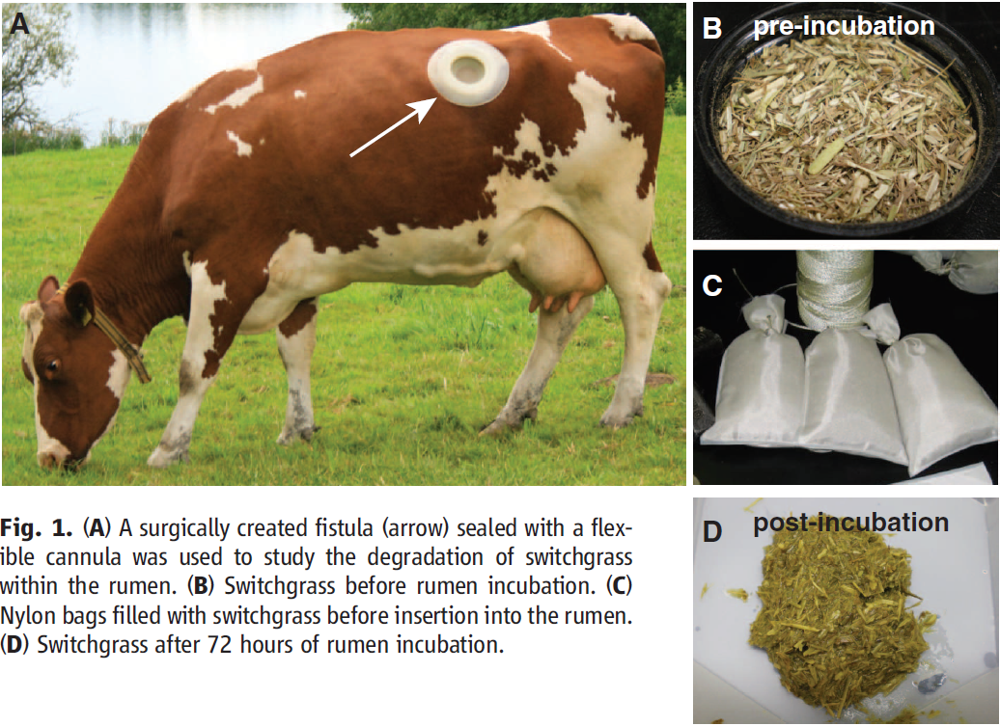 A
B pre-incubation
C
D post-incubation
Fig. 1. (A) A surgically created fistula (arrow) sealed with a flex-
ible cannula was used to study the degradation of switchgrass
within the rumen. (B) Switchgrass before rumen incubation. (C)
Nylon bags filled with switchgrass before insertion into the rumen.
(D) Switchgrass after 72 hours of rumen incubation.